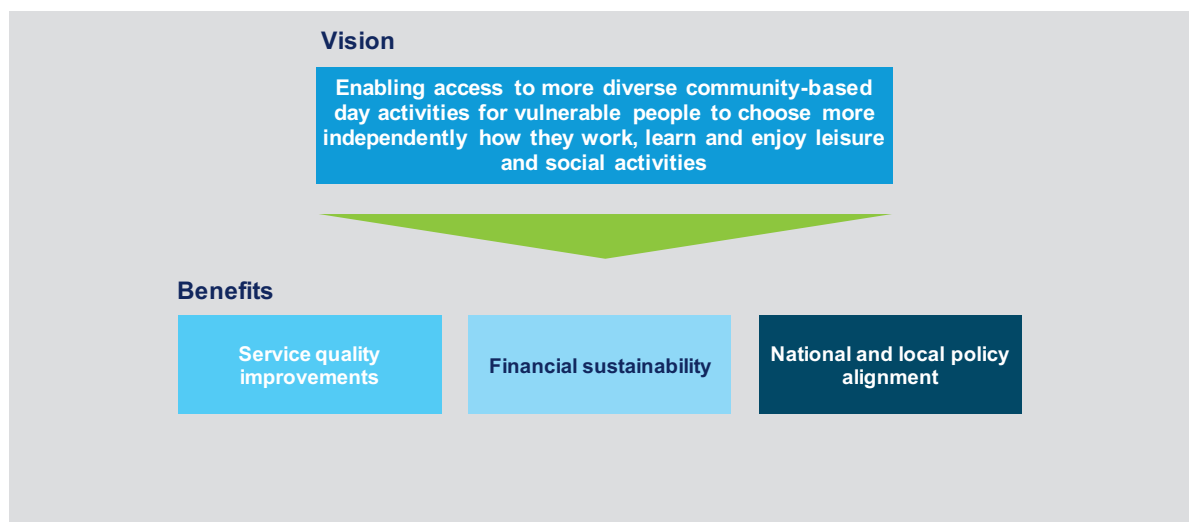 Vision
Enabling access to more diverse community-based
day activities for vulnerable people to choose more
independently how they work, learn and enjoy leisure
and social activities
Benefits
Service quality
improvements
Financial sustainability
National and local policy
alignment